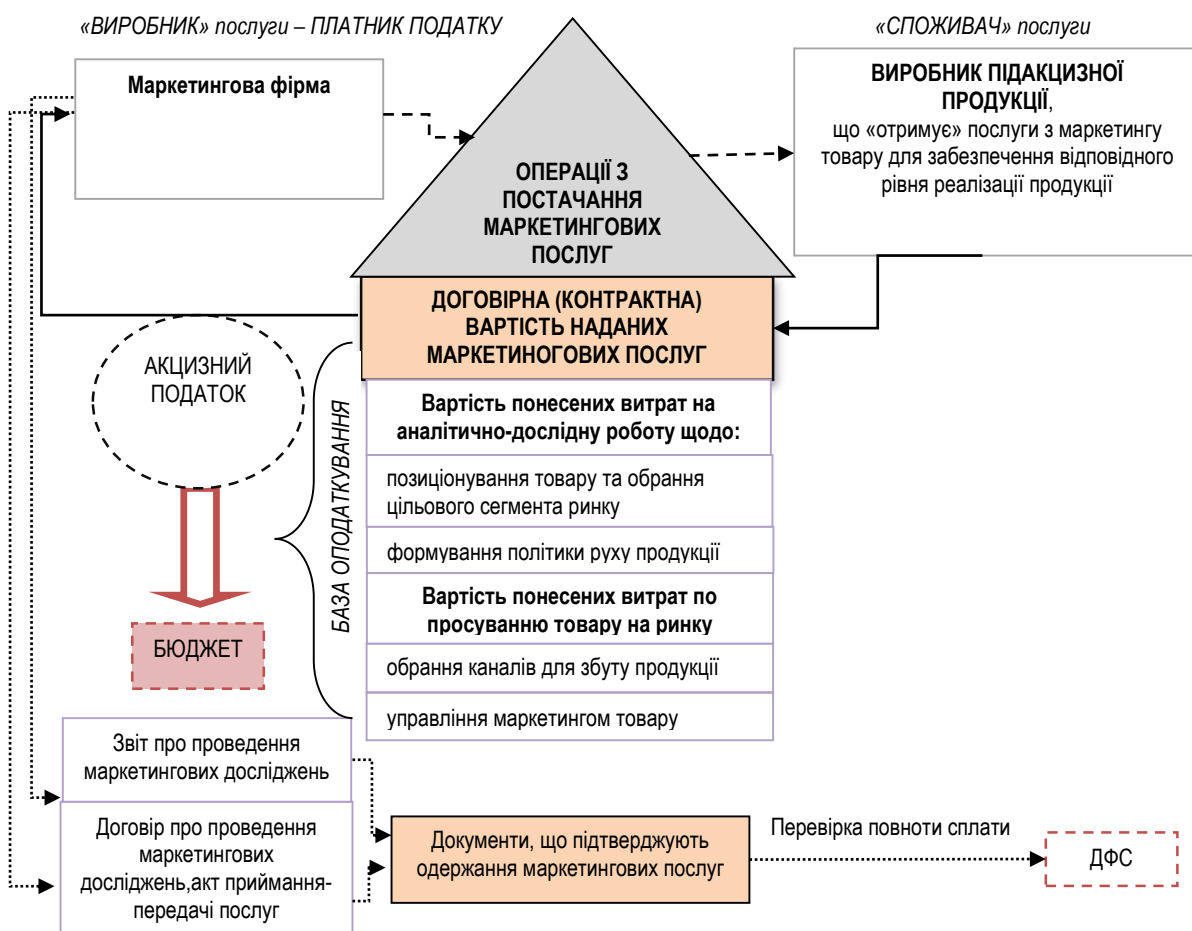 «ВИРОБНИК» послуги – ПЛАТНИК ПОДАТКУ
«СПОЖИВАЧ» послуги
Маркетингова фірма
ВИРОБНИК ПІДАКЦИЗНОЇ
ПРОДУКЦІЇ,
що «отримує» послуги з маркетингу
товару для забезпечення відповідного
рівня реалізації продукції
ОПЕРАЦІЇ З
ПОСТАЧАННЯ
МАРКЕТИНГОВИХ
ПОСЛУГ
ДОГОВІРНА (КОНТРАКТНА)
ВАРТІСТЬ НАДАНИХ
МАРКЕТИНОГОВИХ ПОСЛУГ
АКЦИЗНИЙ
ПОДАТОК
БЮДЖЕТ
БАЗА ОПОДАТКУВАННЯ
Вартість понесених витрат на
аналітично-дослідну роботу щодо:
позиціонування товару та обрання
цільового сегмента ринку
формування політики руху продукції
Вартість понесених витрат по
просуванню товару на ринку
обрання каналів для збуту продукції
управління маркетингом товару
Звіт про проведення
маркетингових досліджень
Договір про проведення
маркетингових
досліджень,акт приймання-
передачі послуг
Документи, що підтверджують
одержання маркетингових послуг
Перевірка повноти сплати
ДФС